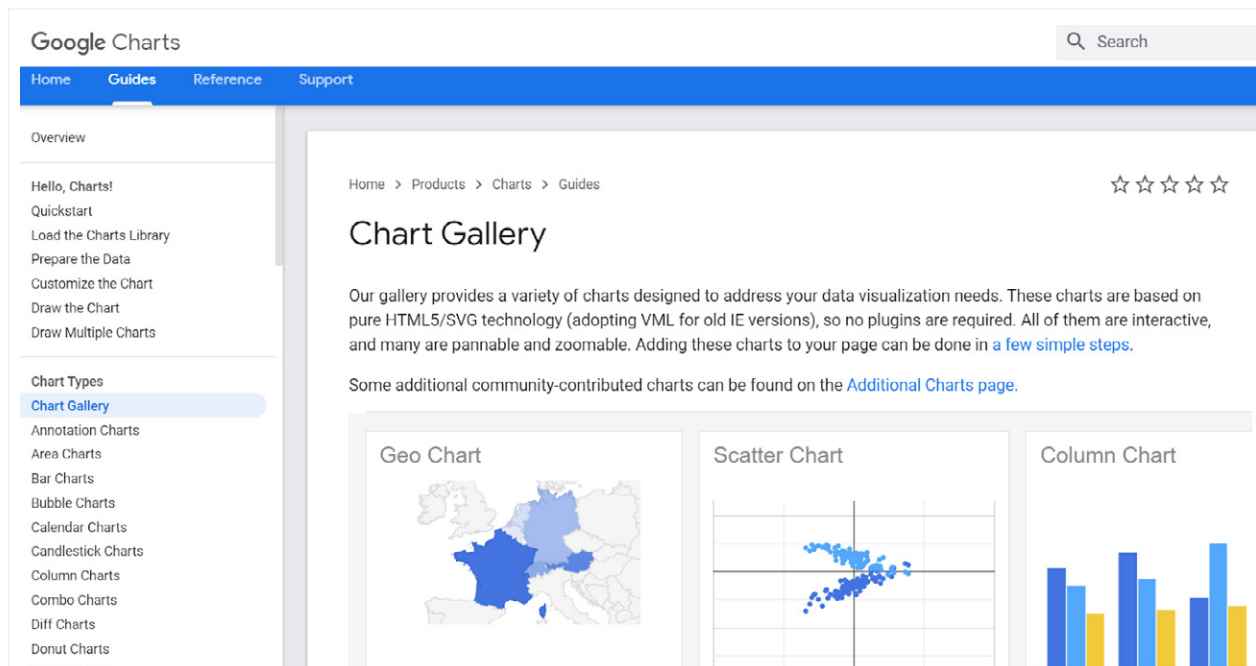 Google Charts
Search
Home
Guides
Reference
Support
Overview
Hello, Charts!
Quickstart
Load the Charts Library
Prepare the Data
Customize the Chart
Draw the Chart
Draw Multiple Charts
Chart Types
Chart Gallery
Annotation Charts
Area Charts
Bar Charts
Bubble Charts
Calendar Charts
Candlestick Charts
Column Charts
Combo Charts
Diff Charts
Donut Charts
Home > Products > Charts > Guides
Chart Gallery
Our gallery provides a variety of charts designed to address your data visualization needs. These charts are based on
pure HTML5/SVG technology (adopting VML for old IE versions), so no plugins are required. All of them are interactive,
and many are pannable and zoomable. Adding these charts to your page can be done in a few simple steps.
Some additional community-contributed charts can be found on the Additional Charts page.
Geo Chart
Scatter Chart
Column Chart